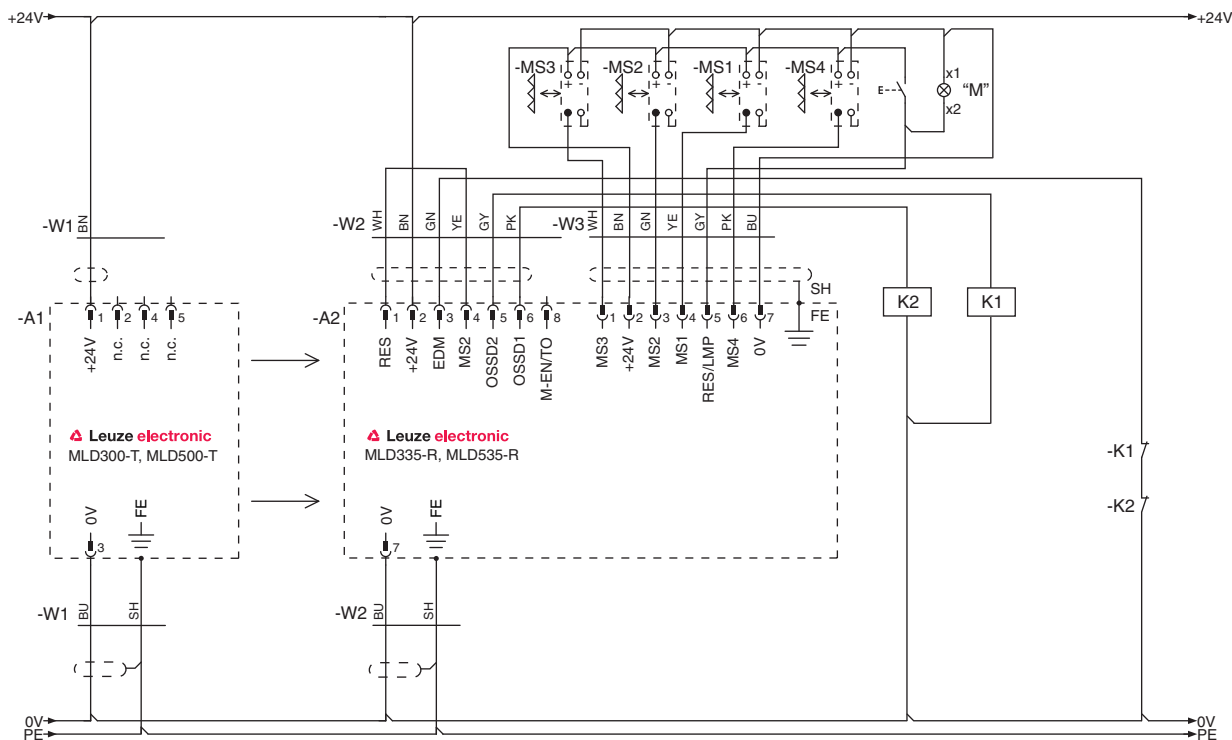 +24V +24V
-MS3 -MS2 -MS1 -MS4
+ - + - + - + -
E
x1
"M"
x2
-W1 BN
-W2 WH BN GN YE GY PK
-W3 WH BN GN YE GY PK BU
SH
FE
K2 K1
-A1
1 2 4 5
+24V n.c. n.c. n.c.
-A2
1 2 3 4 5 6 8
RES +24V EDM MS2 OSSD2 OSSD1 M-EN/TO
1 2 3 4 5 6 7
MS3 +24V MS2 MS1 RES/LMP MS4 0V
Leuze electronic
MLD300-T, MLD500-T
Leuze electronic
MLD335-R, MLD535-R
-K1
-K2
0V FE
3
0V FE
7
-W1 BU SH
-W2 BU SH
0V 0V
PE PE